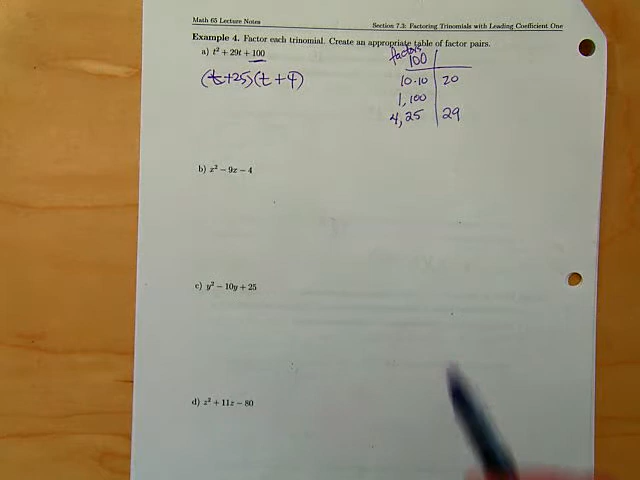 Math 65 Lecture Notes
Section 7.3: Factoring Trinomials with Leading Coefficient One
Example 4. Factor each trinomial. Create an appropriate table of factor pairs.
a) t² + 29t + 100
(t+25)(t+4)
factors
100
10·10 20
1, 100
4, 25 29
b) x² − 9x − 4
c) y² − 10y + 25
d) z² + 11z − 80